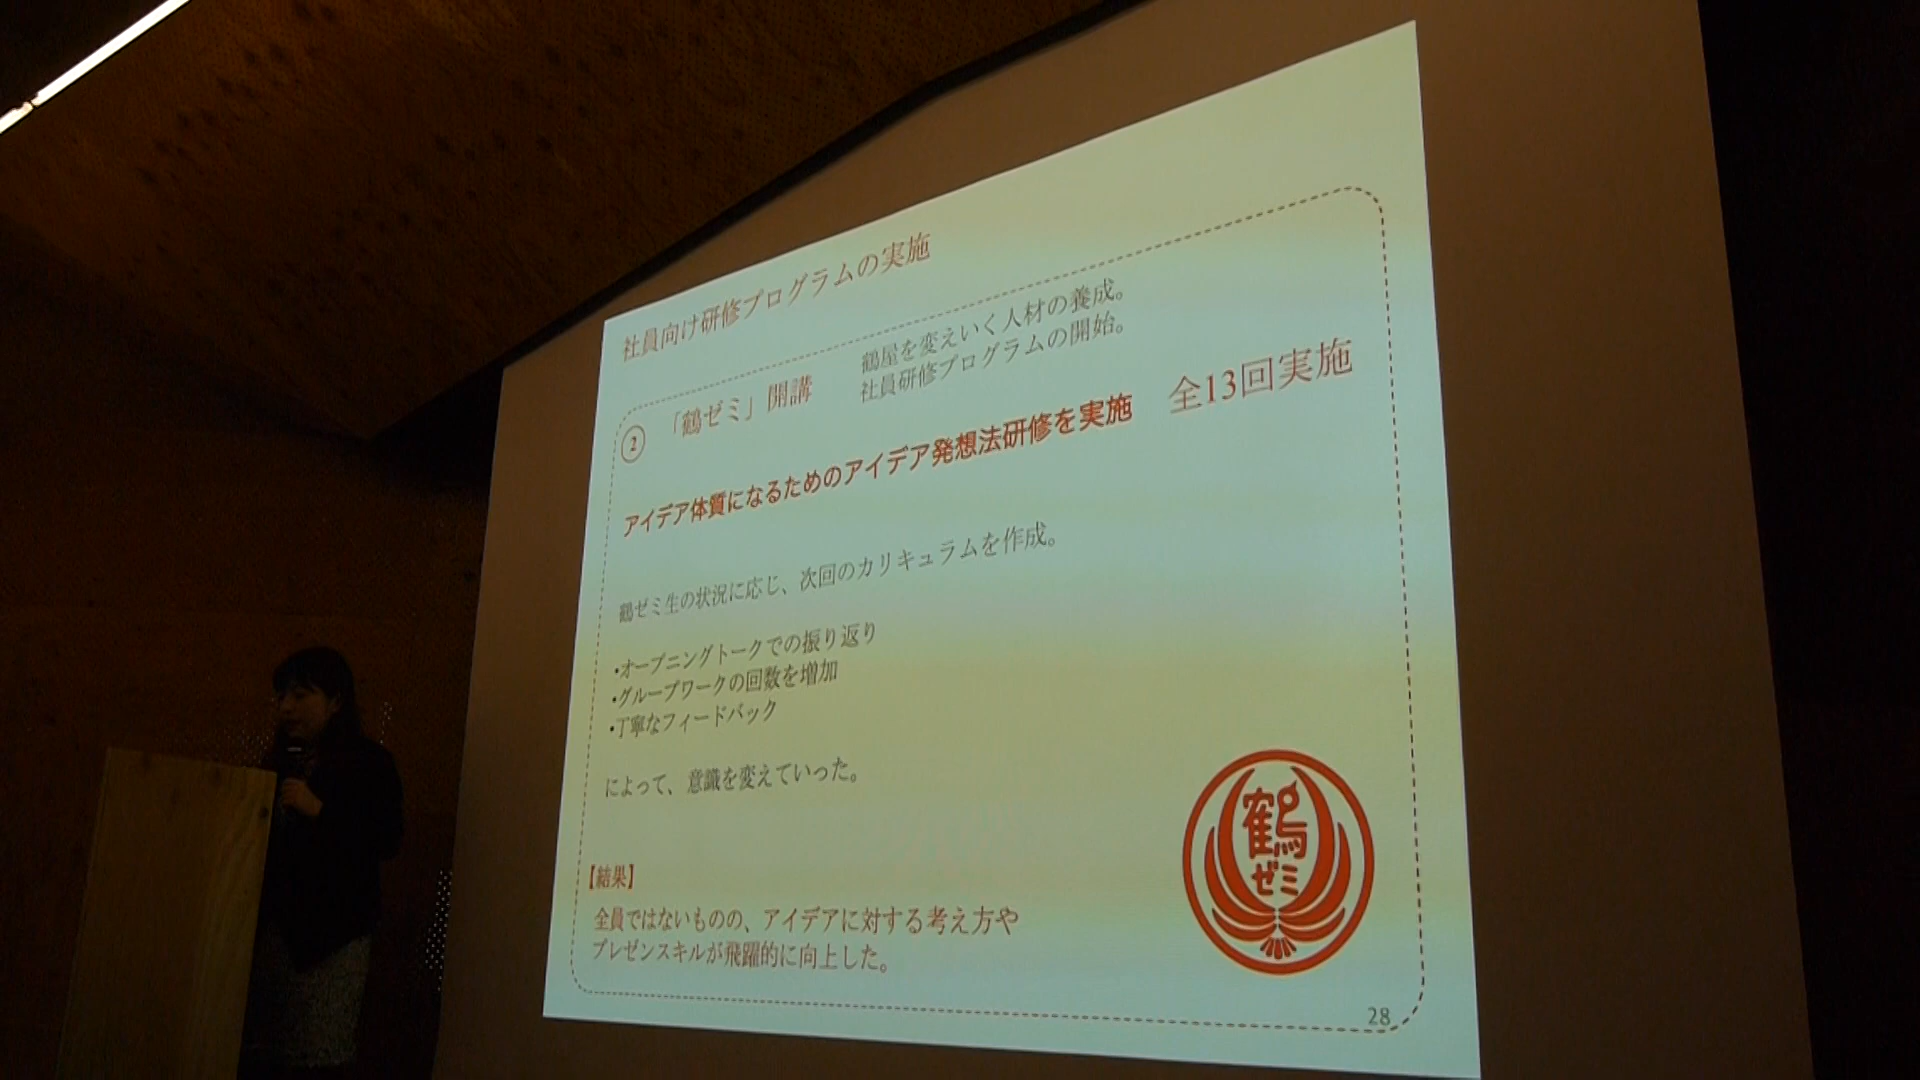 社員向け研修プログラムの実施
② 「鶴ゼミ」開講
鶴屋を変えいく人材の養成。
社員研修プログラムの開始。
アイデア体質になるためのアイデア発想法研修を実施 全13回実施
鶴ゼミ生の状況に応じ、次回のカリキュラムを作成。
•オープニングトークでの振り返り
•グループワークの回数を増加
•丁寧なフィードバック
によって、意識を変えていった。
【結果】
全員ではないものの、アイデアに対する考え方や
プレゼンスキルが飛躍的に向上した。
鶴
ゼミ
28